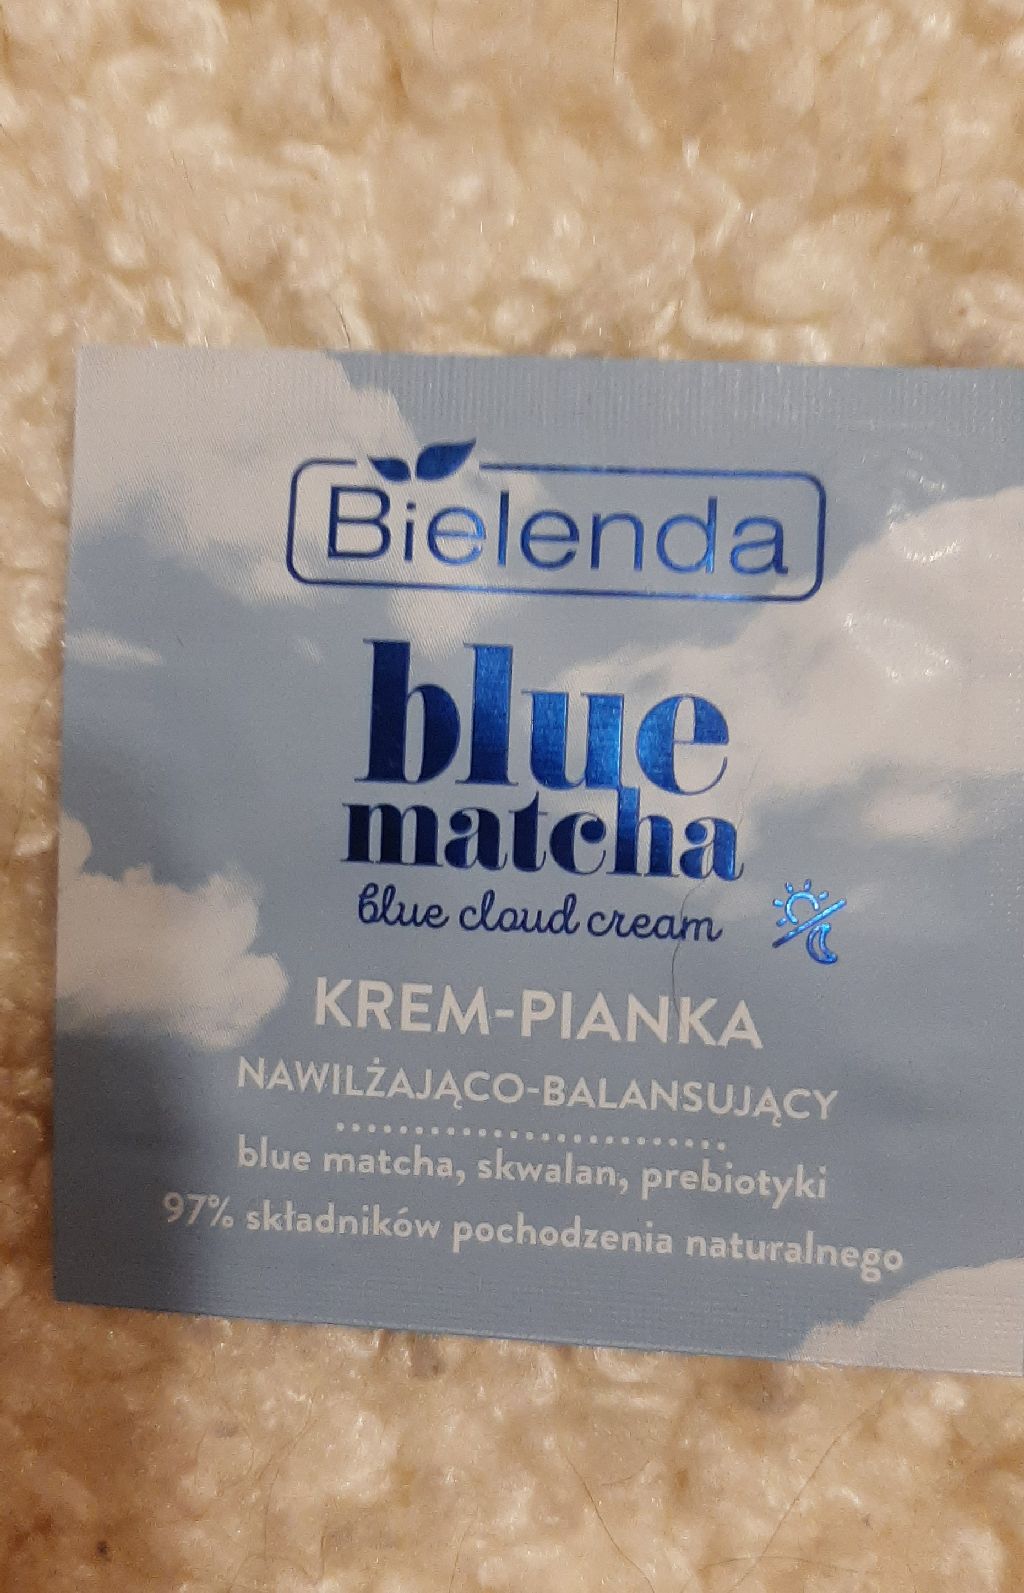 Bielenda
blue
matcha
blue cloud cream
KREM-PIANKA
NAWILŻAJĄCO-BALANSUJĄCY
blue matcha, skwalan, prebiotyki
97% składników pochodzenia naturalnego